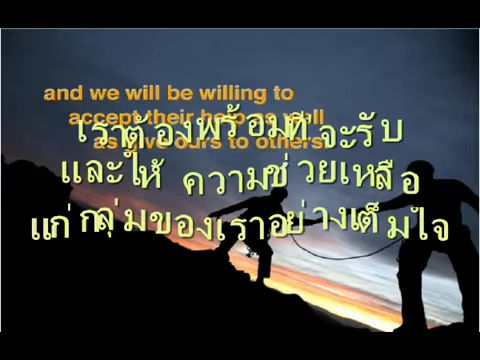 and we will be willing to
accept their help as well
as give ours to others
เราต้องพร้อมที่จะรับ
และให้ ความช่วยเหลือ
แก่กลุ่มของเราอย่างเต็มใจ